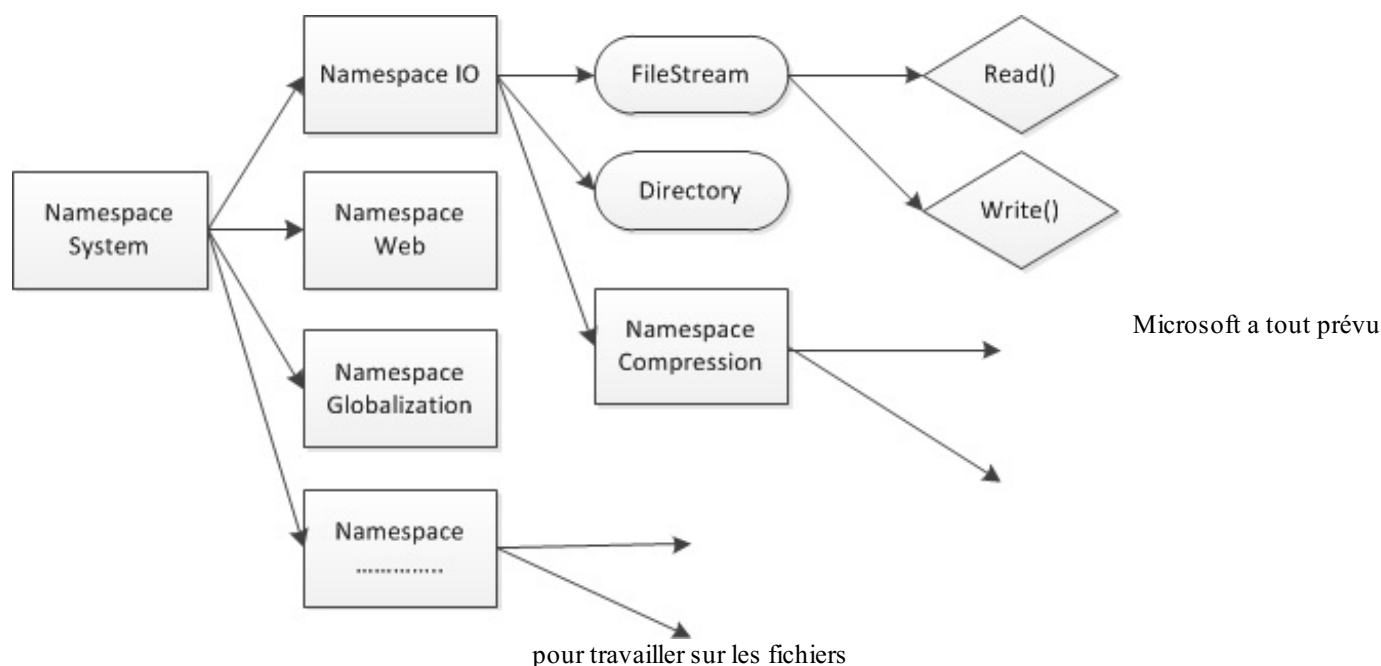 Namespace IO
FileStream
Read()
Namespace
System
Namespace
Web
Directory
Write()
Namespace
Globalization
Namespace
Compression
Microsoft a tout prévu
Namespace
..............
pour travailler sur les fichiers